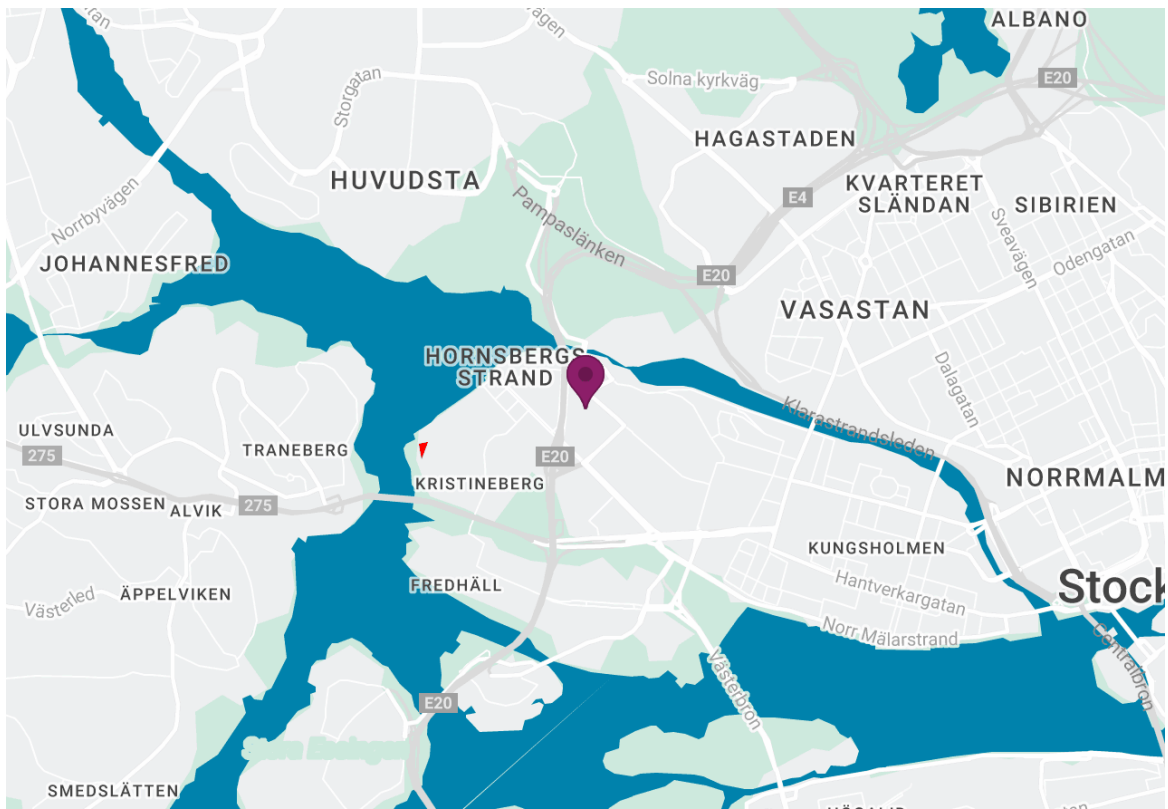 ALBANO
Solna kyrkväg
E20
Storgatan
HAGASTADEN
HUVUDSTA
KVARTERET
SLÄNDAN
E4
SIBIRIEN
Pampaslänken
Norrbyvägen
Sveavägen
Odengatan
JOHANNESFRED
E20
VASASTAN
HORNSBERGS
STRAND
Dalagatan
Klarastrandsleden
ULVSUNDA
275
TRANEBERG
E20
KRISTINEBERG
NORRMALM
STORA MOSSEN
ALVIK
275
KUNGSHOLMEN
FREDHÄLL
Hantverkargatan
Stock
Västerled
ÄPPELVIKEN
Norr Mälarstrand
Centralbron
Västerbron
E20
Stora Essingen
SMEDSLÄTTEN